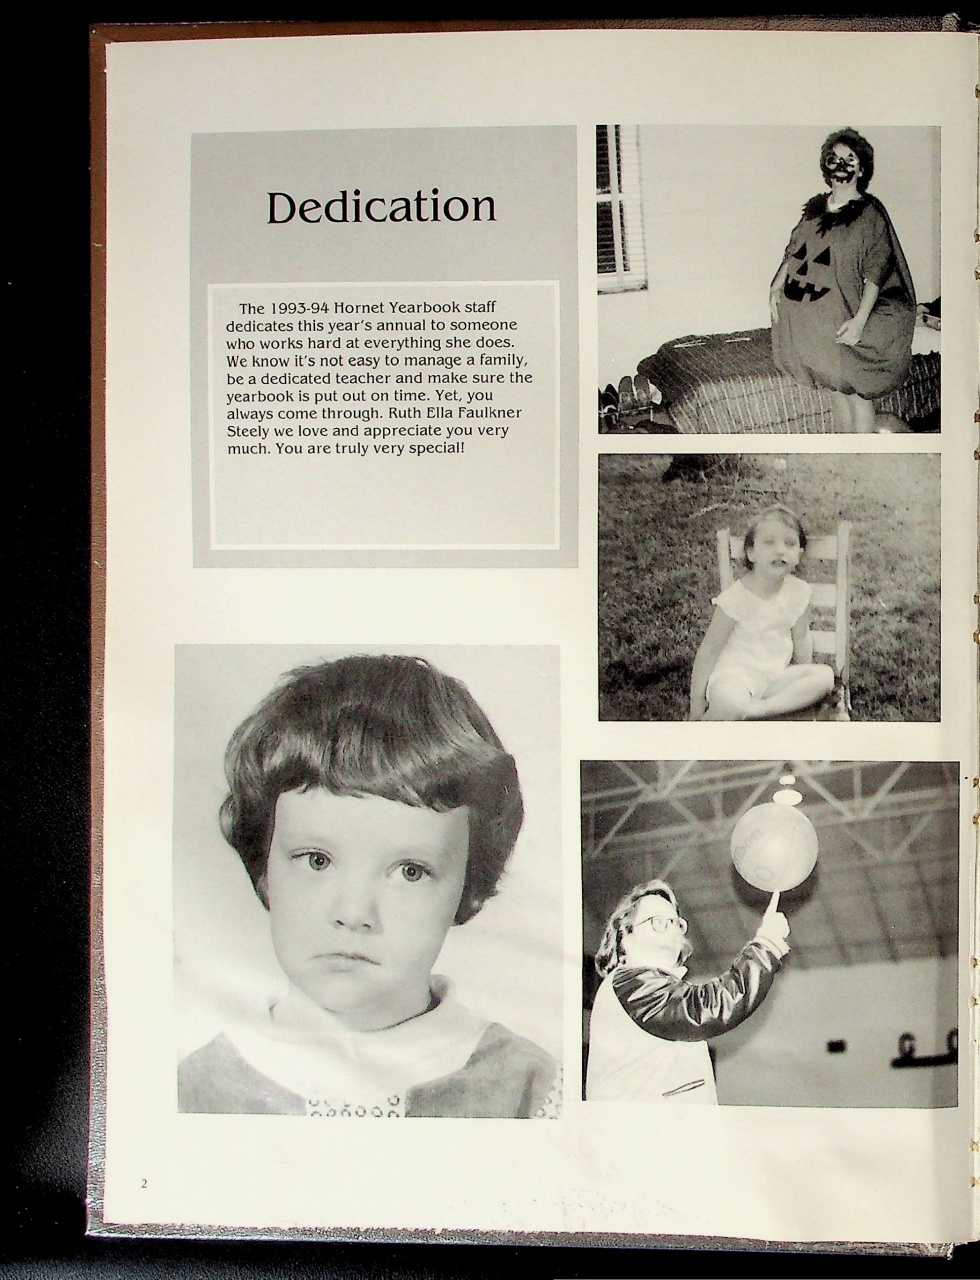 Dedication
The 1993-94 Hornet Yearbook staff
dedicates this year's annual to someone
who works hard at everything she does.
We know it's not easy to manage a family,
be a dedicated teacher and make sure the
yearbook is put out on time. Yet, you
always come through. Ruth Ella Faulkner
Steely we love and appreciate you very
much. You are truly very special!
2